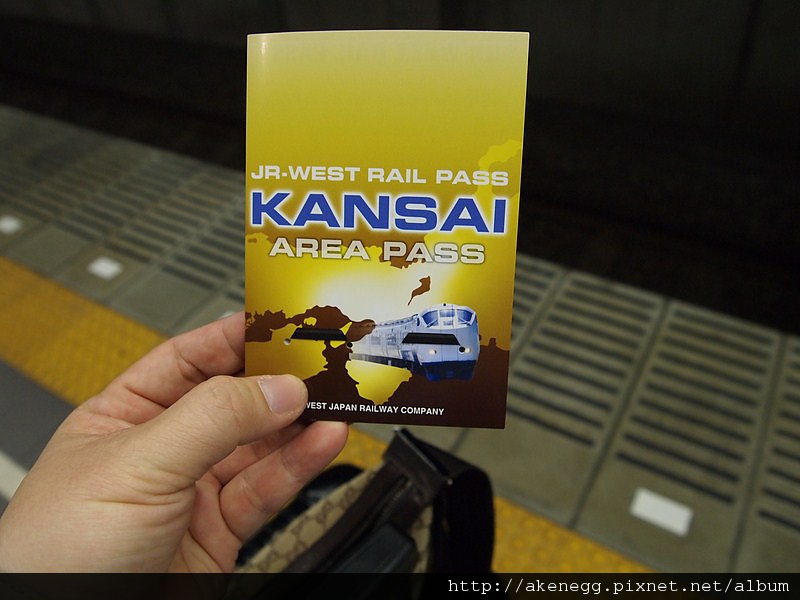 JR-WEST RAIL PASS
KANSAI
AREA PASS
WEST JAPAN RAILWAY COMPANY
http://akenegg.pixnet.net/album